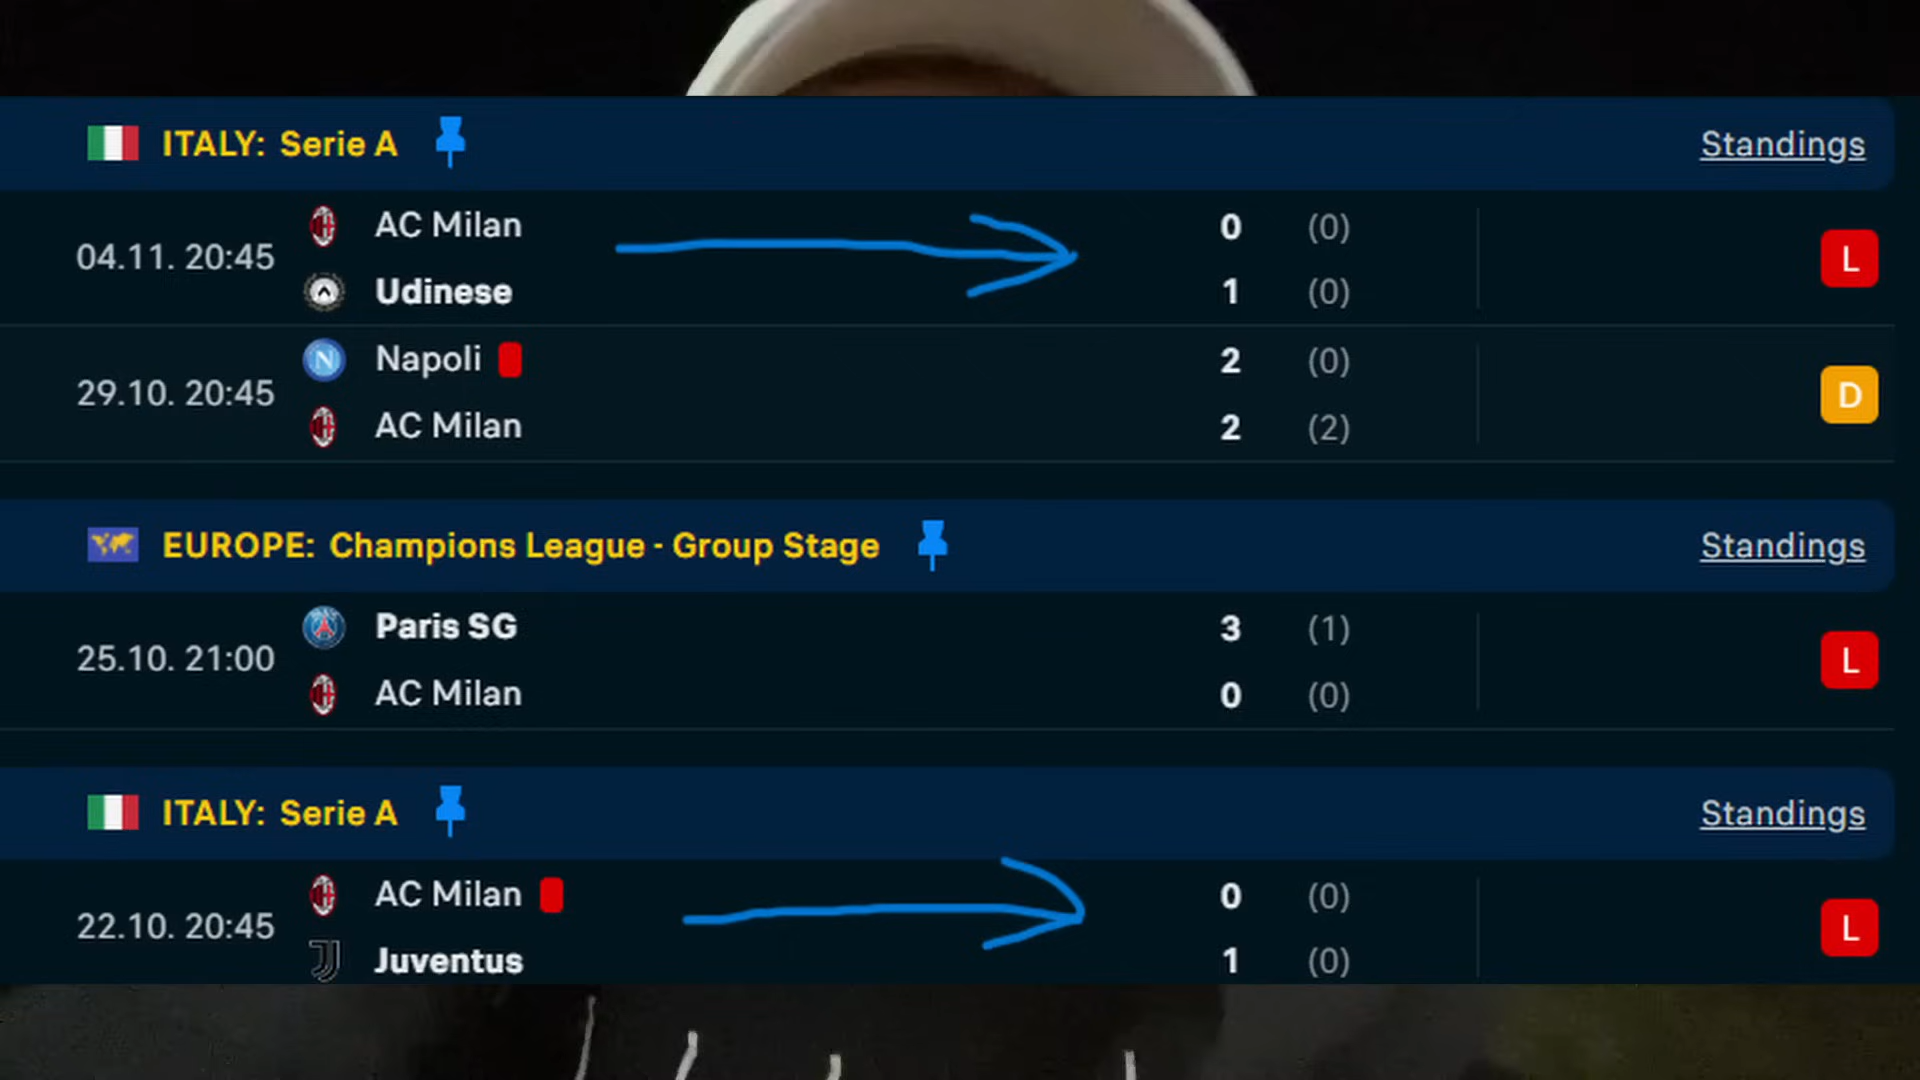 ITALY: Serie A Standings
04.11. 20:45
AC Milan 0 (0)
Udinese 1 (0)
L
29.10. 20:45
Napoli 2 (0)
AC Milan 2 (2)
D
EUROPE: Champions League - Group Stage Standings
25.10. 21:00
Paris SG 3 (1)
AC Milan 0 (0)
L
ITALY: Serie A Standings
22.10. 20:45
AC Milan 0 (0)
Juventus 1 (0)
L